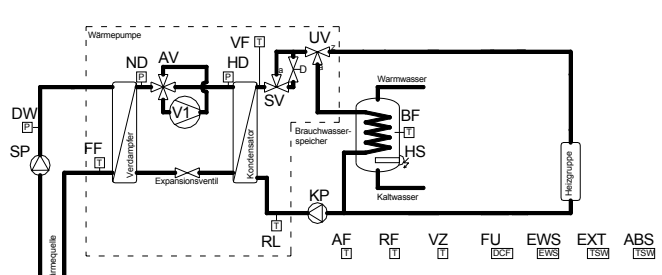 Wärmepumpe
ND
AV
VF
T
HD
UV
P
P
a
D
z
a
SV
V1
DW
P
SP
FF
T
Verdampfer
Kondensator
Expansionsventil
Brauchwasser-
speicher
Warmwasser
BF
T
HS
Kaltwasser
Heizgruppe
KP
RL
T
AF
T
RF
T
VZ
T
FU
DCF
EWS
EWS
EXT
TSW
ABS
TSW